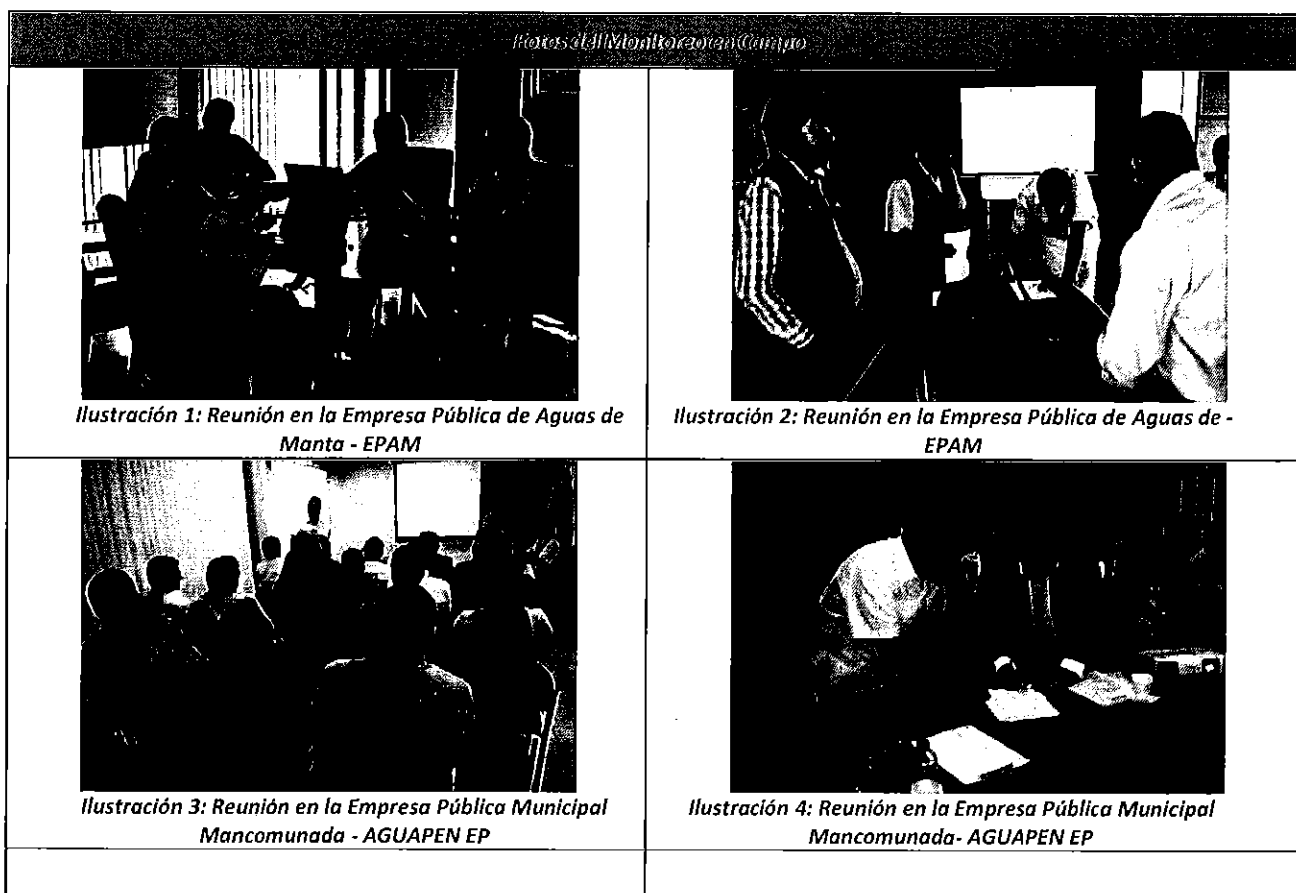 Fotos del Monitoreo en Campo
Ilustración 1: Reunión en la Empresa Pública de Aguas de
Manta - EPAM
Ilustración 2: Reunión en la Empresa Pública de Aguas de -
EPAM
Ilustración 3: Reunión en la Empresa Pública Municipal
Mancomunada - AGUAPEN EP
Ilustración 4: Reunión en la Empresa Pública Municipal
Mancomunada- AGUAPEN EP